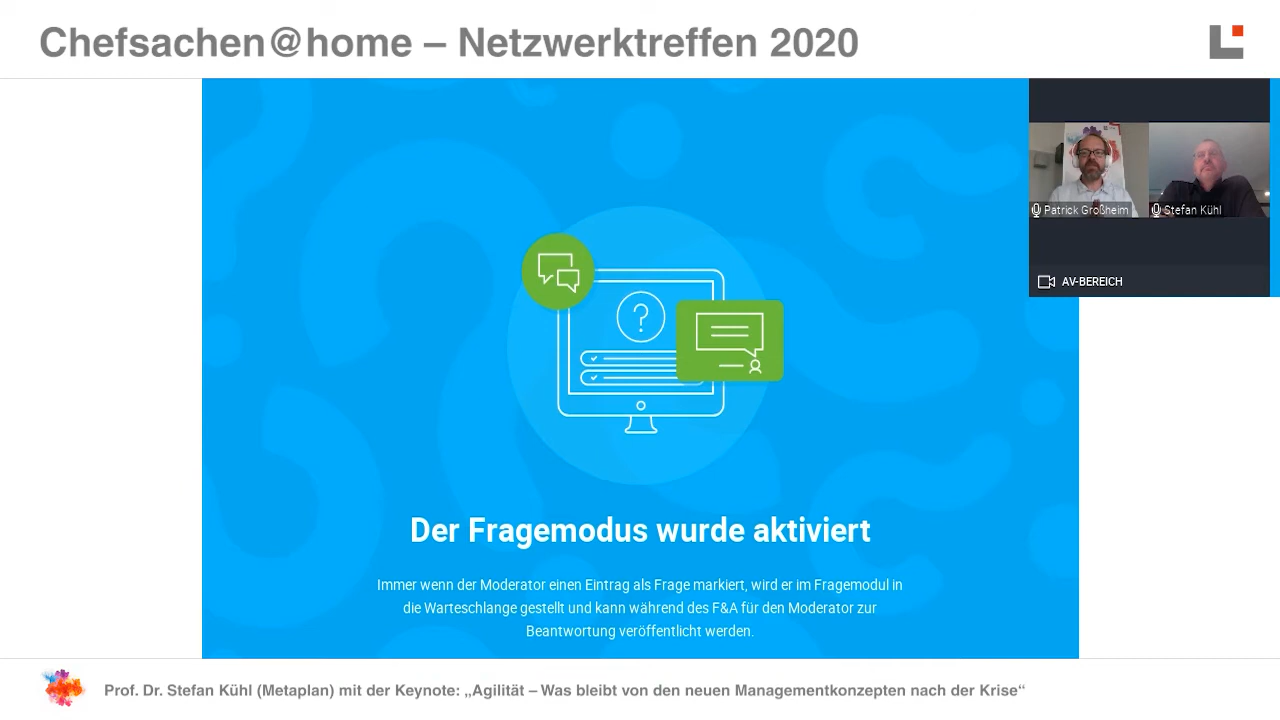 Chefsachen@home – Netzwerktreffen 2020
Patrick Großheim
Stefan Kühl
AV-BEREICH
?
Der Fragemodus wurde aktiviert
Immer wenn der Moderator einen Eintrag als Frage markiert, wird er im Fragemodul in
die Warteschlange gestellt und kann während des F&A für den Moderator zur
Beantwortung veröffentlicht werden.
Prof. Dr. Stefan Kühl (Metaplan) mit der Keynote: „Agilität – Was bleibt von den neuen Managementkonzepten nach der Krise“